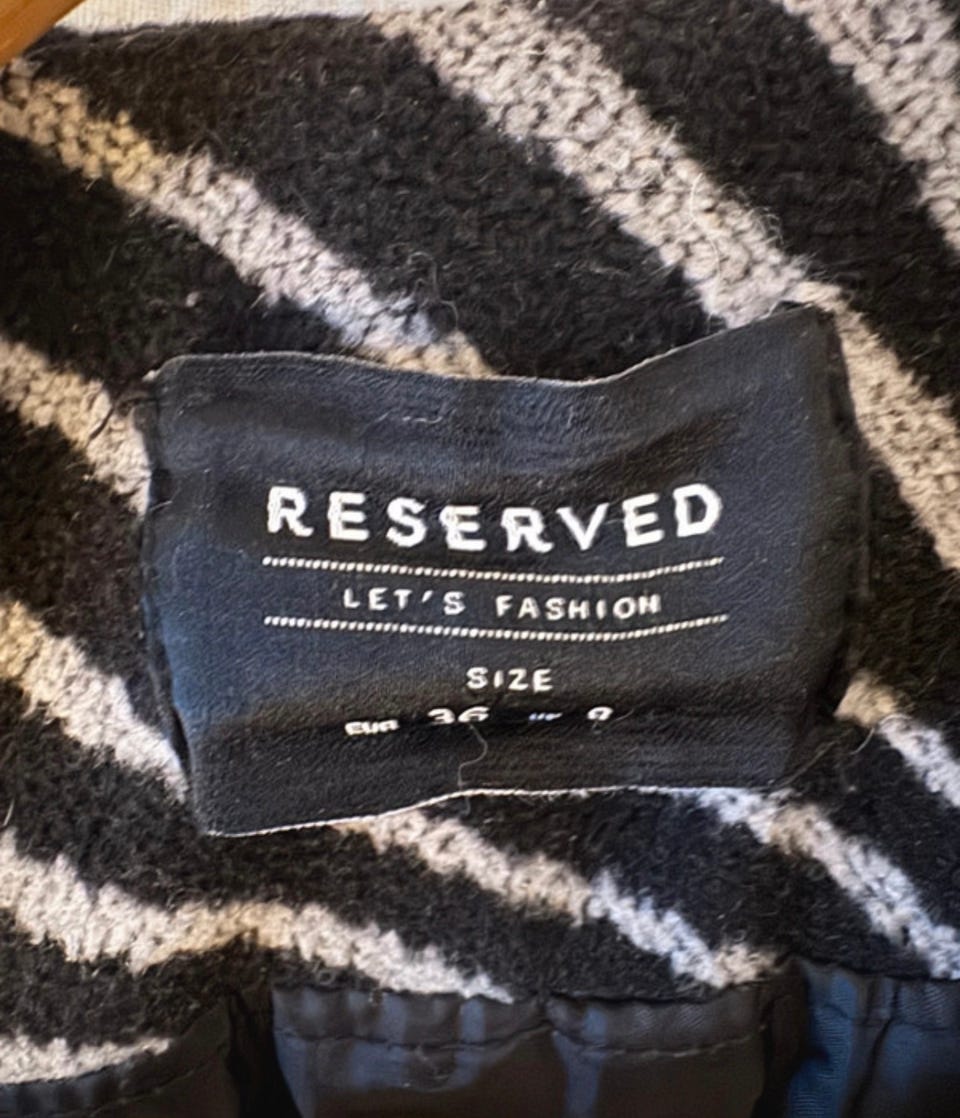 RESERVED
LET'S FASHION
SIZE
EUR 36